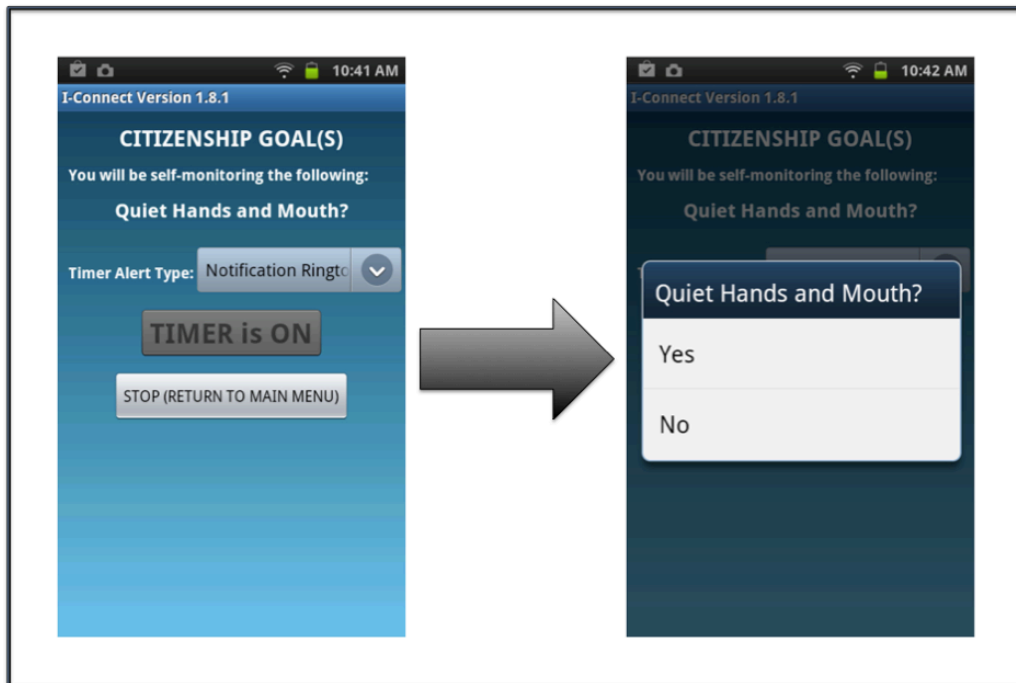 10:41 AM
I-Connect Version 1.8.1
CITIZENSHIP GOAL(S)
You will be self-monitoring the following:
Quiet Hands and Mouth?
Timer Alert Type: Notification Ringto
TIMER is ON
STOP (RETURN TO MAIN MENU)
10:42 AM
I-Connect Version 1.8.1
CITIZENSHIP GOAL(S)
You will be self-monitoring the following:
Quiet Hands and Mouth?
Quiet Hands and Mouth?
Yes
No